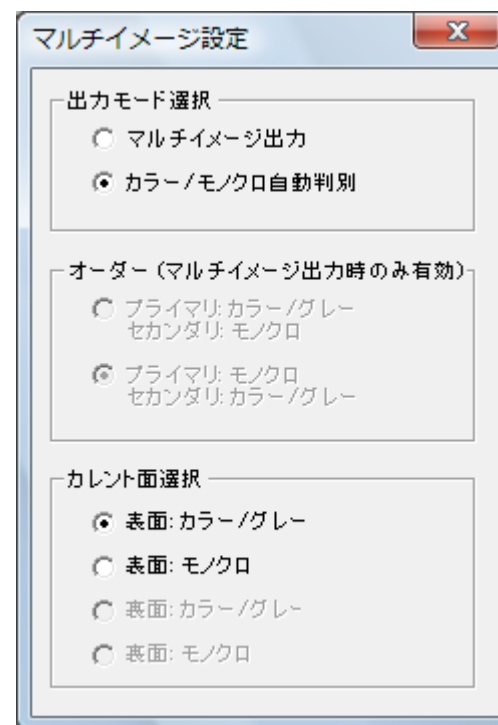 マルチイメージ設定
出力モード選択
マルチイメージ出力
カラー/モノクロ自動判別
オーダー(マルチイメージ出力時のみ有効)
プライマリ:カラー/グレー
セカンダリ:モノクロ
プライマリ:モノクロ
セカンダリ:カラー/グレー
カレント面選択
表面:カラー/グレー
表面:モノクロ
裏面:カラー/グレー
裏面:モノクロ